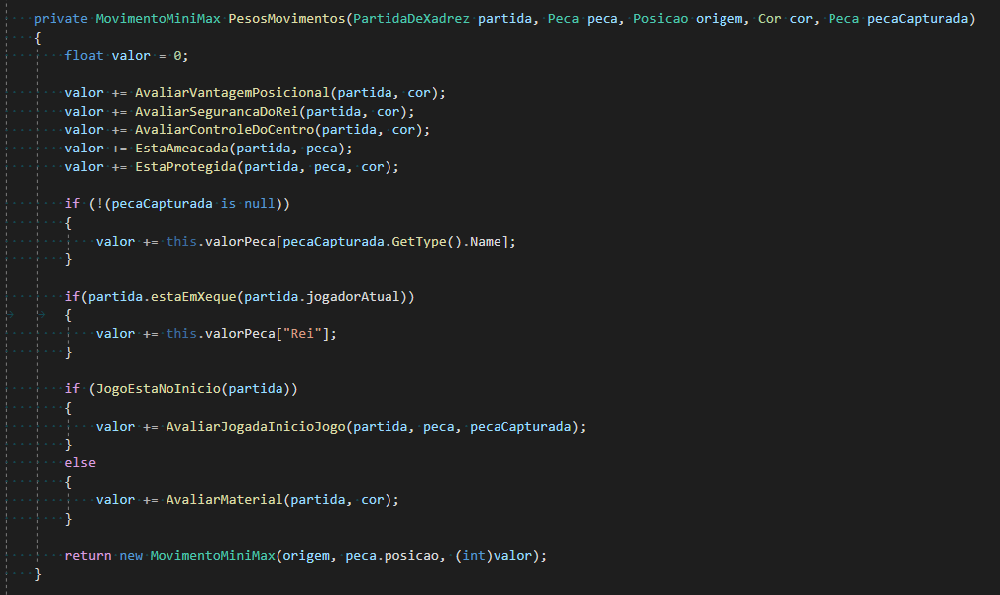 private MovimentoMiniMax PesosMovimentos(PartidaDeXadrez partida, Peca peca, Posicao origem, Cor cor, Peca pecaCapturada)
{
    float valor = 0;

    valor += AvaliarVantagemPosicional(partida, cor);
    valor += AvaliarSegurancaDoRei(partida, cor);
    valor += AvaliarControleDoCentro(partida, cor);
    valor += EstaAmeacada(partida, peca);
    valor += EstaProtegida(partida, peca, cor);

    if (!(pecaCapturada is null))
    {
        valor += this.valorPeca[pecaCapturada.GetType().Name];
    }

    if(partida.estaEmXeque(partida.jogadorAtual))
    {
        valor += this.valorPeca["Rei"];
    }

    if (JogoEstaNoInicio(partida))
    {
        valor += AvaliarJogadaInicioJogo(partida, peca, pecaCapturada);
    }
    else
    {
        valor += AvaliarMaterial(partida, cor);
    }

    return new MovimentoMiniMax(origem, peca.posicao, (int)valor);
}